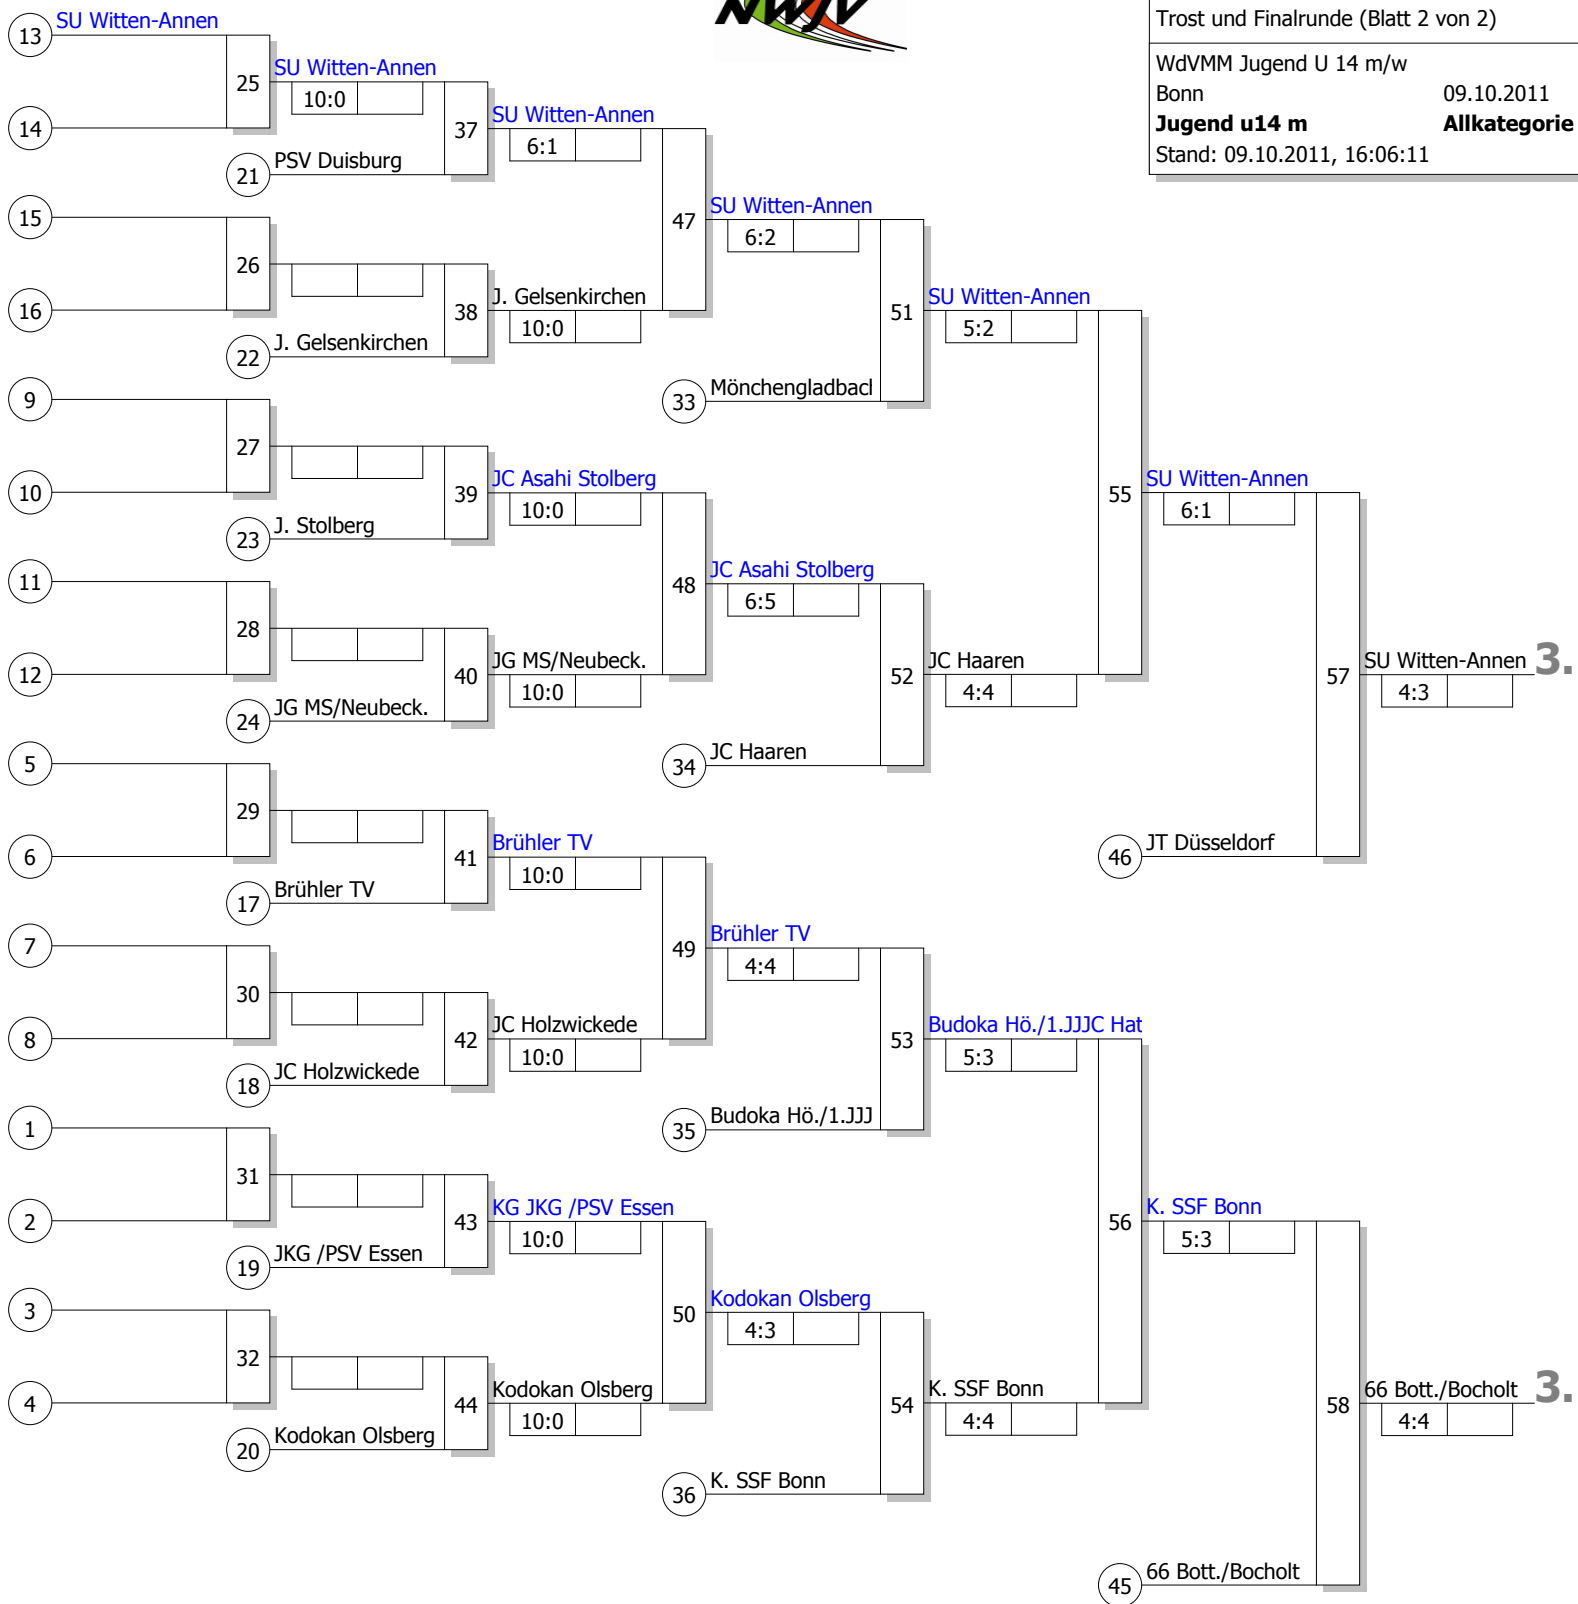 NWJV
Trost und Finalrunde (Blatt 2 von 2)
WdVMM Jugend U 14 m/w
Bonn 09.10.2011
Jugend u14 m Allkategorie
Stand: 09.10.2011, 16:06:11
13 SU Witten-Annen
25 SU Witten-Annen
10:0
14
37 SU Witten-Annen
6:1
21 PSV Duisburg
15
47 SU Witten-Annen
6:2
26
16
38 J. Gelsenkirchen
10:0
22 J. Gelsenkirchen
51 SU Witten-Annen
5:2
33 Mönchengladbach
9
27
10
39 JC Asahi Stolberg
10:0
23 J. Stolberg
55 SU Witten-Annen
6:1
11
48 JC Asahi Stolberg
6:5
28
12
40 JG MS/Neubeck.
10:0
24 JG MS/Neubeck.
52 JC Haaren
4:4
57 SU Witten-Annen 3.
4:3
34 JC Haaren
5
29
6
41 Brühler TV
10:0
46 JT Düsseldorf
17 Brühler TV
7
49 Brühler TV
4:4
30
8
42 JC Holzwickede
10:0
18 JC Holzwickede
53 Budoka Hö./1.JJJC Hat
5:3
35 Budoka Hö./1.JJJ
1
31
2
43 KG JKG /PSV Essen
10:0
19 JKG /PSV Essen
56 K. SSF Bonn
5:3
3
50 Kodokan Olsberg
4:3
32
4
44 Kodokan Olsberg
10:0
20 Kodokan Olsberg
54 K. SSF Bonn
4:4
58 66 Bott./Bocholt 3.
4:4
36 K. SSF Bonn
45 66 Bott./Bocholt